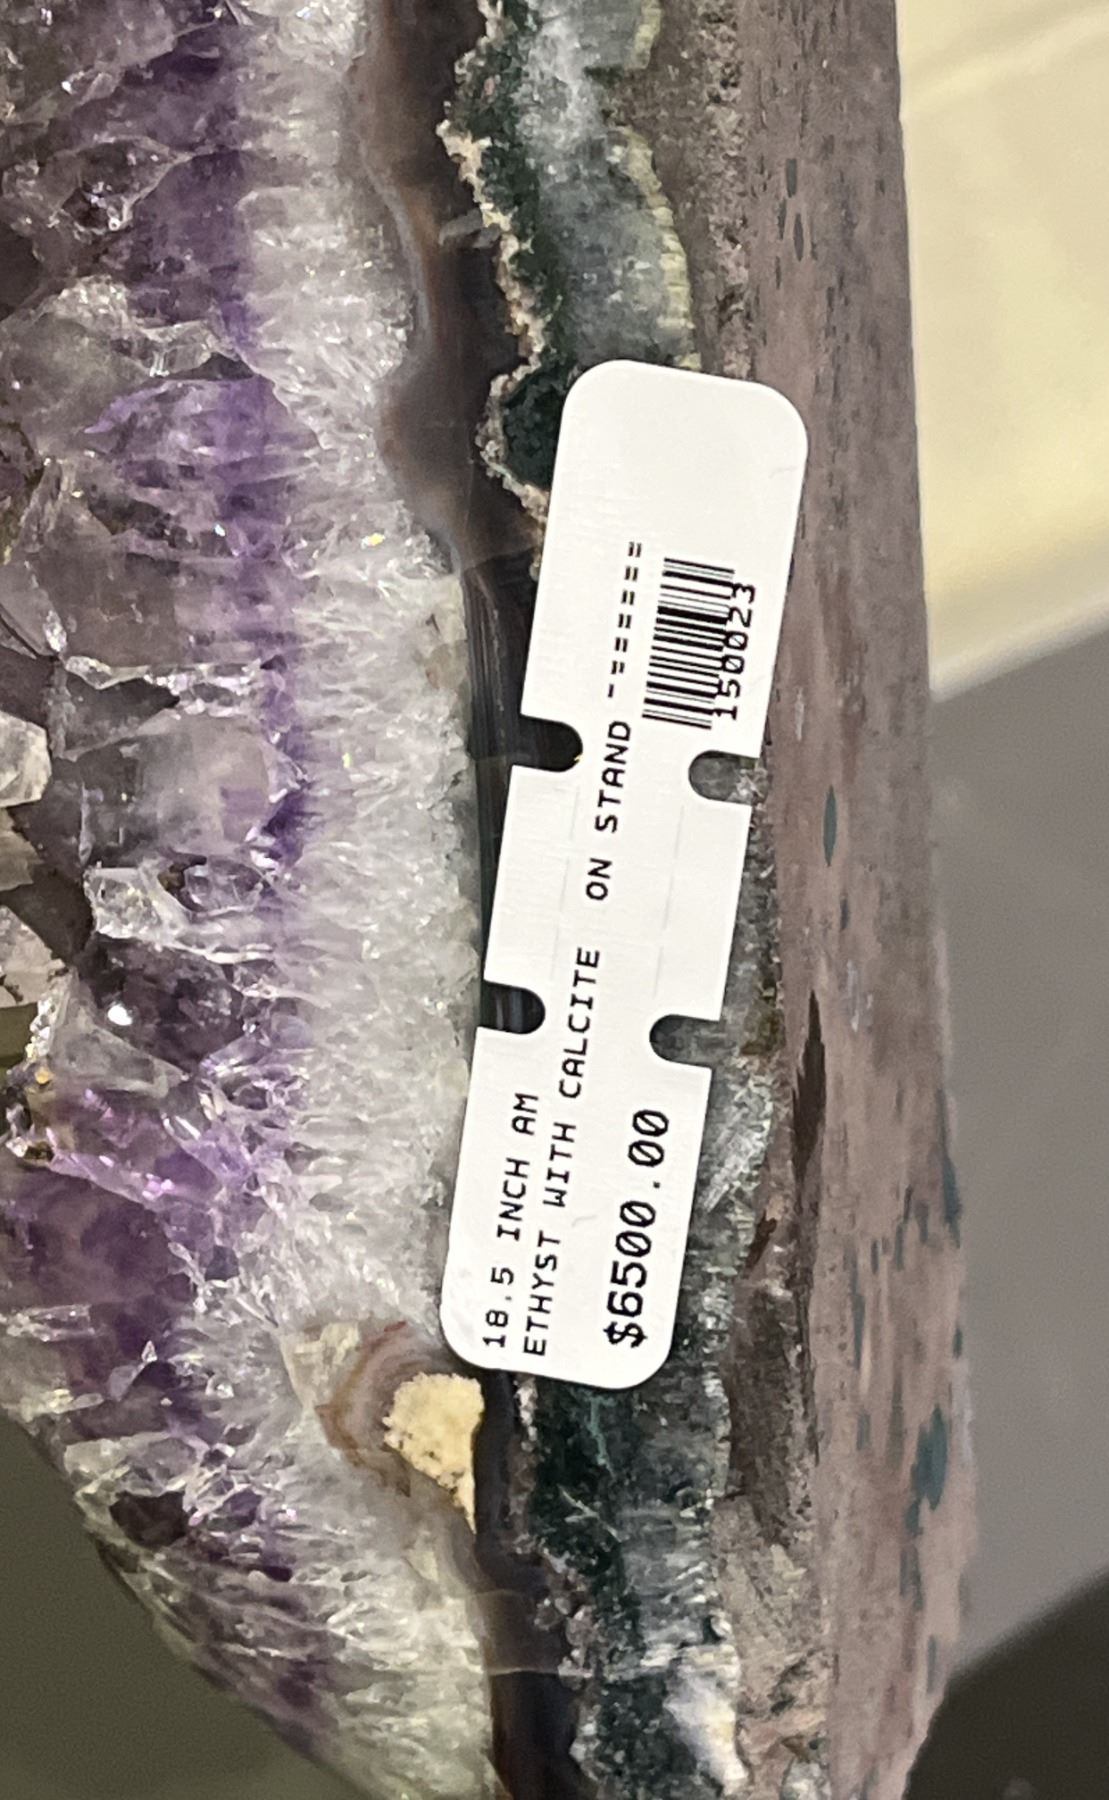 18.5 INCH AM
ETHYST WITH CALCITE ON STAND -=======
$6500.00
150023